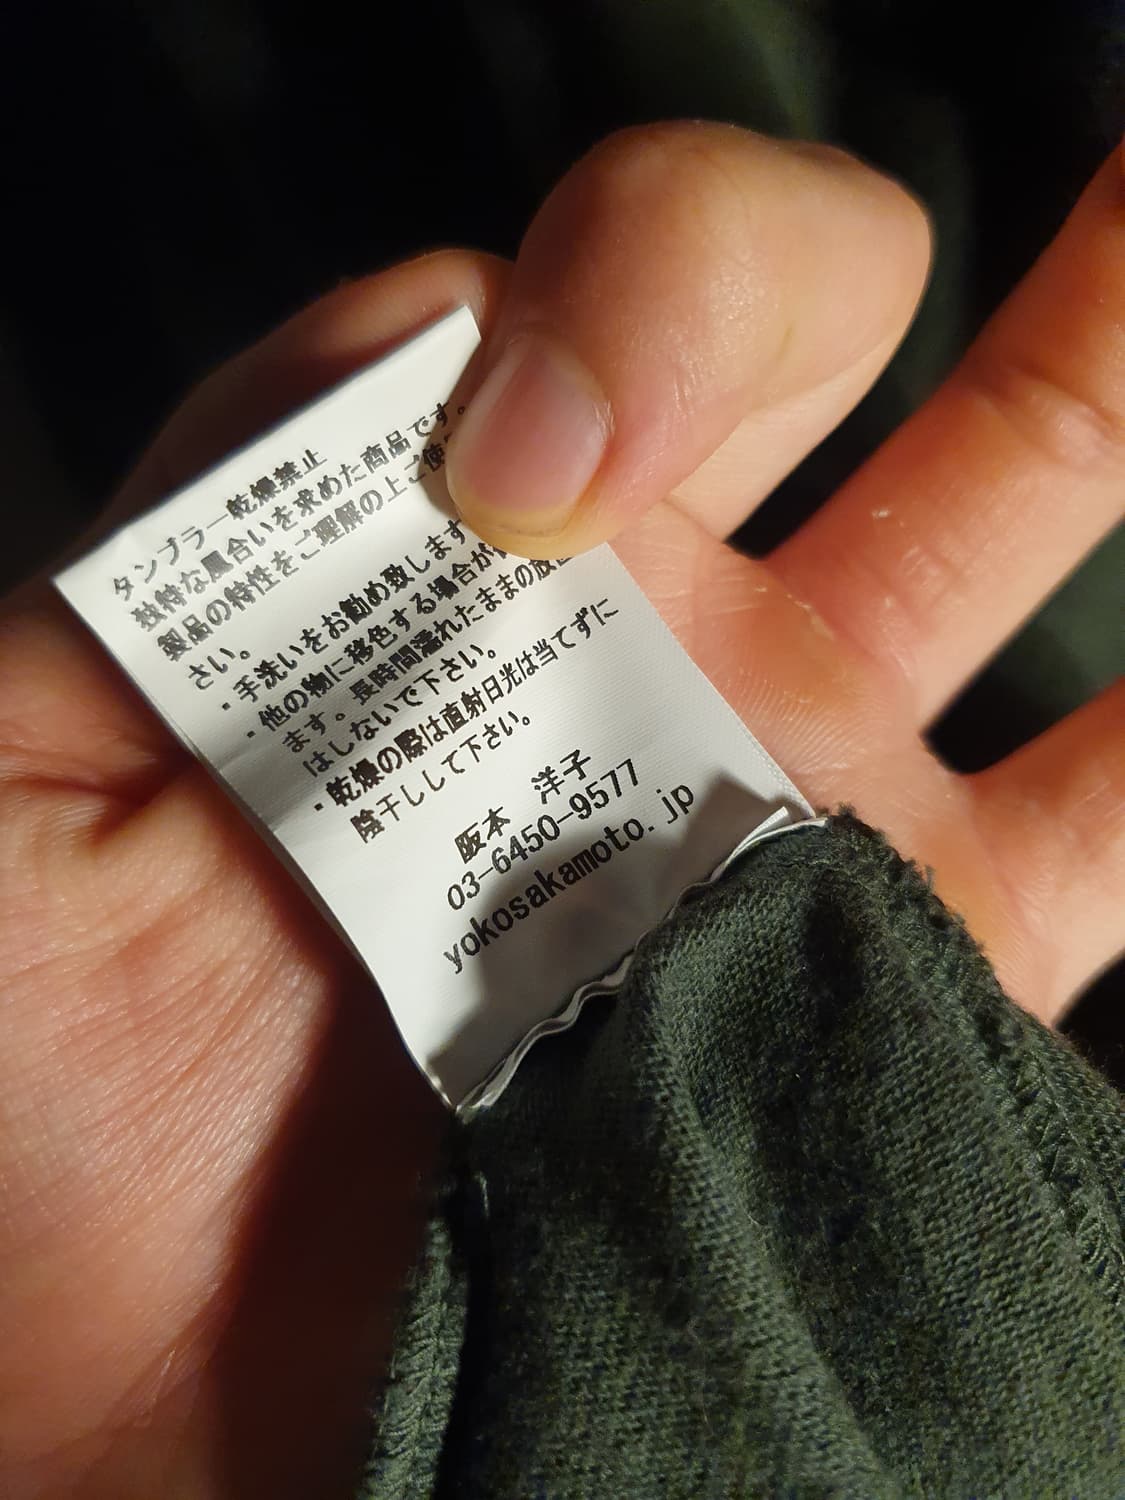 タンブラー乾燥禁止
独特な風合いを求めた商品です。
製品の特性をご理解の上ご使
さい。
・手洗いをお勧め致します
・他の物に移色する場合が
ます。長時間濡れたままの放
はしないで下さい。
・乾燥の際は直射日光は当てずに
陰干しして下さい。
阪本 洋子
03-6450-9577
yokosakamoto.jp